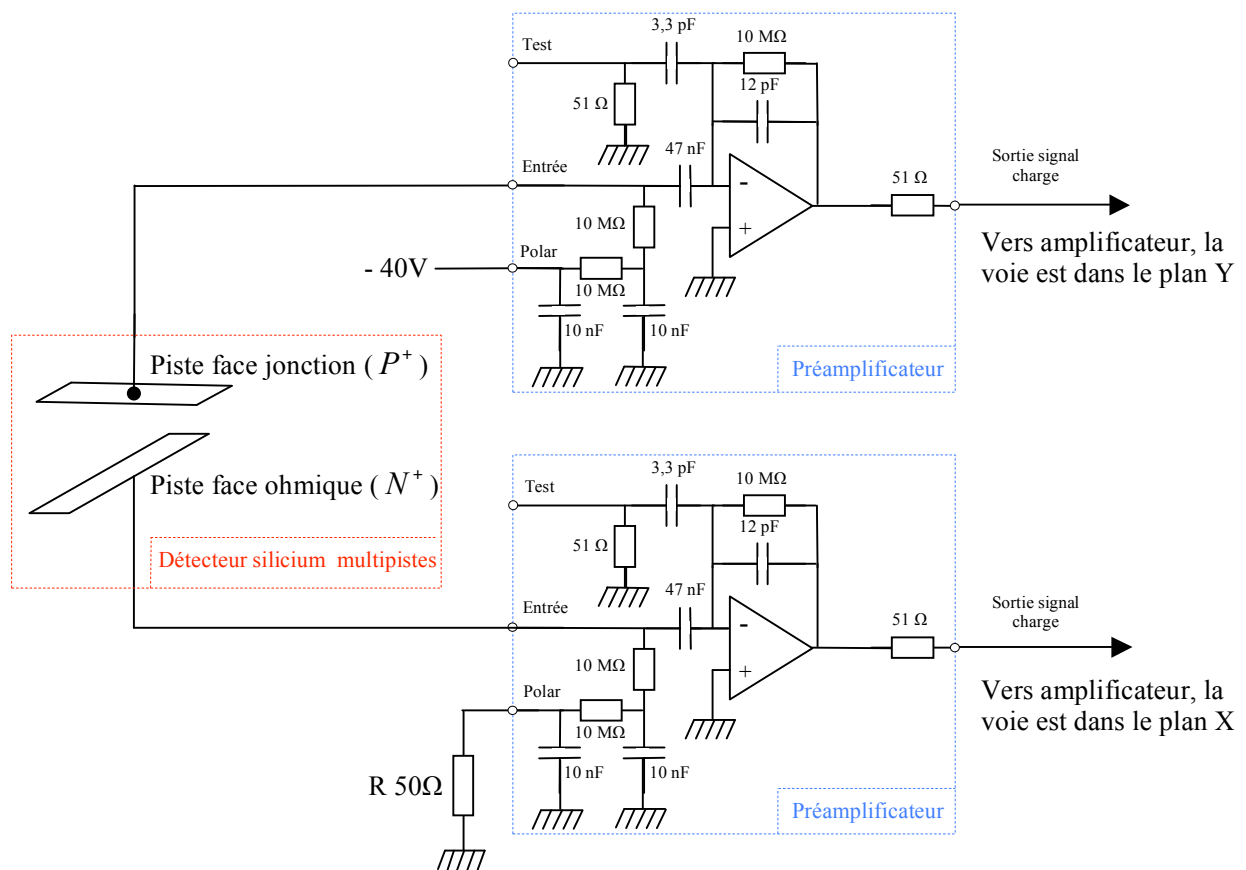 3,3 pF
10 MΩ
Test
12 pF
51 Ω
47 nF
Entrée
51 Ω
Sortie signal
charge
10 MΩ
Polar
- 40V
10 MΩ
Vers amplificateur, la
voie est dans le plan Y
10 nF
10 nF
Piste face jonction ( P+ )
Préamplificateur
Piste face ohmique ( N+ )
Détecteur silicium multipistes
3,3 pF
10 MΩ
Test
12 pF
51 Ω
47 nF
Entrée
51 Ω
Sortie signal
charge
10 MΩ
Polar
10 MΩ
Vers amplificateur, la
voie est dans le plan X
R 50Ω
10 nF
10 nF
Préamplificateur